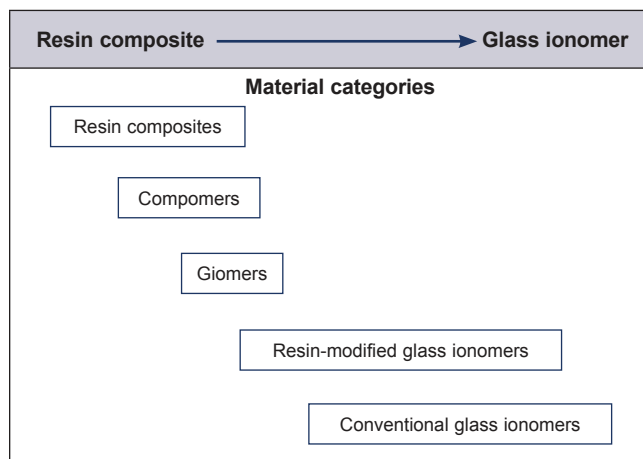 Resin composite Glass ionomer
Material categories
Resin composites
Compomers
Giomers
Resin-modified glass ionomers
Conventional glass ionomers